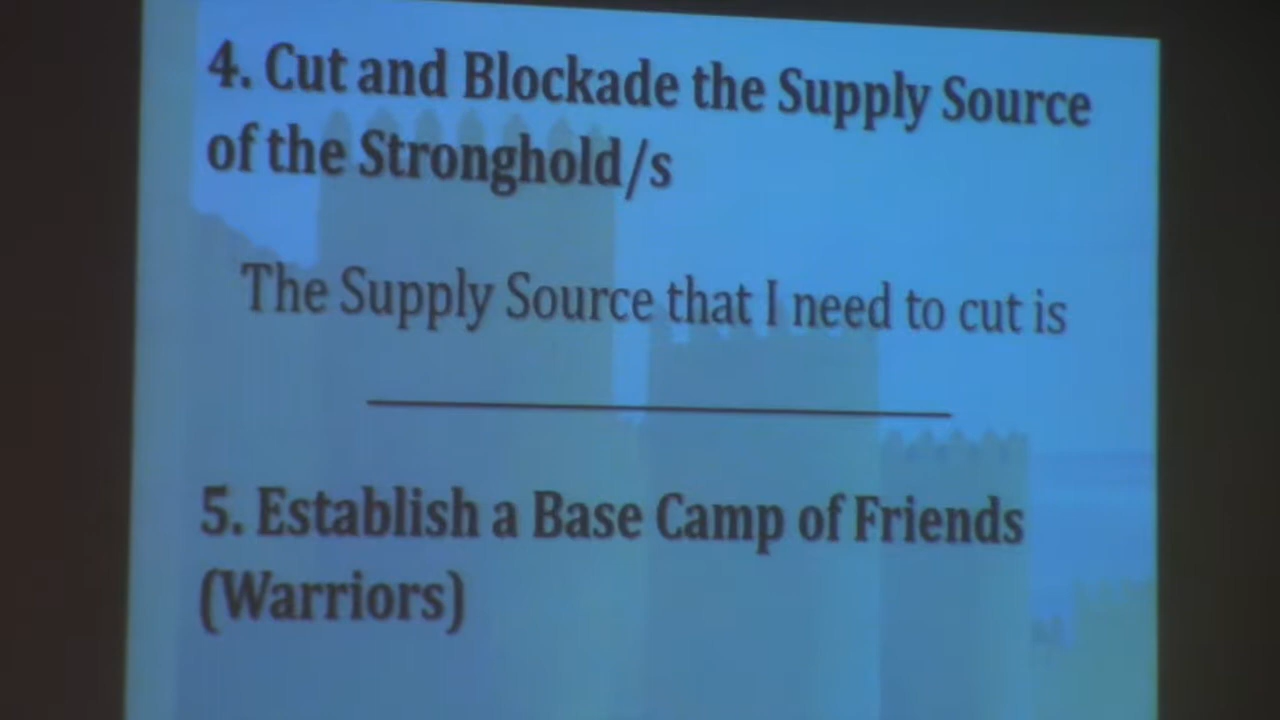 4. Cut and Blockade the Supply Source
of the Stronghold/s
The Supply Source that I need to cut is
5. Establish a Base Camp of Friends
(Warriors)